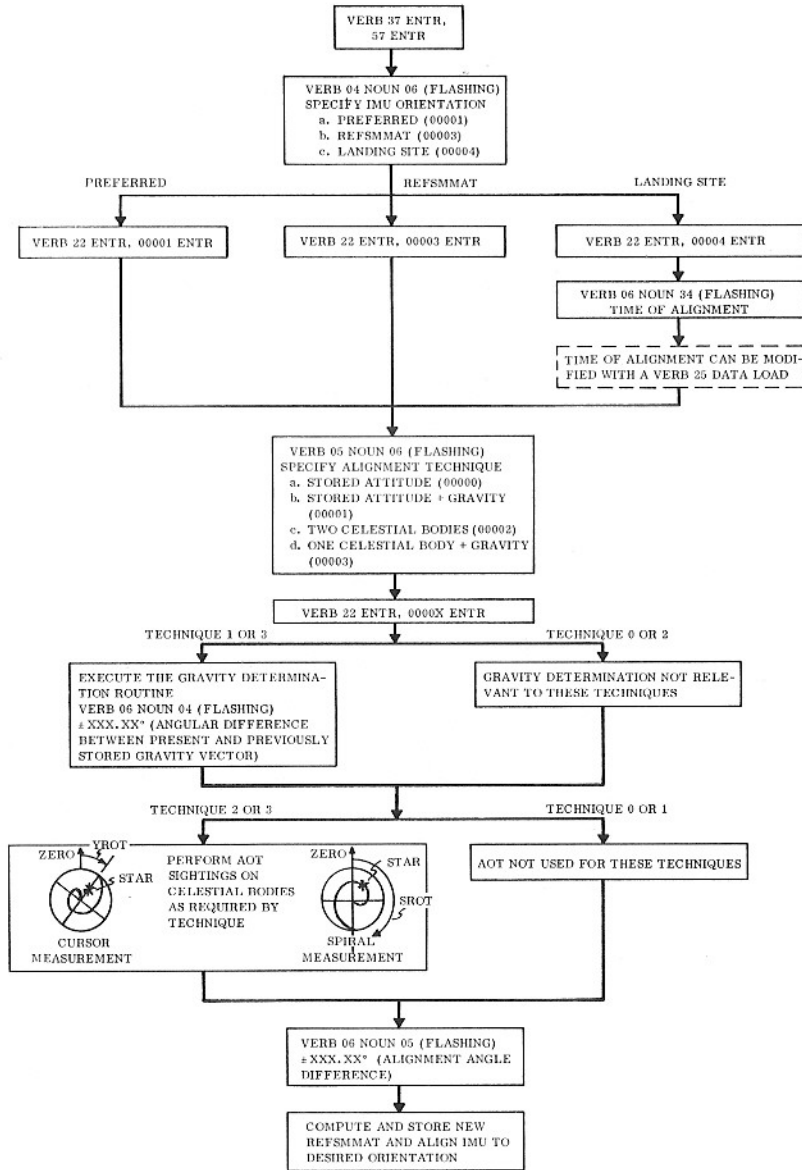 VERB 37 ENTR,
57 ENTR
VERB 04 NOUN 06 (FLASHING)
SPECIFY IMU ORIENTATION
a. PREFERRED (00001)
b. REFSMMAT (00003)
c. LANDING SITE (00004)
PREFERRED
REFSMMAT
LANDING SITE
VERB 22 ENTR, 00001 ENTR
VERB 22 ENTR, 00003 ENTR
VERB 22 ENTR, 00004 ENTR
VERB 06 NOUN 34 (FLASHING)
TIME OF ALIGNMENT
TIME OF ALIGNMENT CAN BE MODI-
FIED WITH A VERB 25 DATA LOAD
VERB 05 NOUN 06 (FLASHING)
SPECIFY ALIGNMENT TECHNIQUE
a. STORED ATTITUDE (00000)
b. STORED ATTITUDE + GRAVITY
(00001)
c. TWO CELESTIAL BODIES (00002)
d. ONE CELESTIAL BODY + GRAVITY
(00003)
VERB 22 ENTR, 0000X ENTR
TECHNIQUE 1 OR 3
TECHNIQUE 0 OR 2
EXECUTE THE GRAVITY DETERMINA-
TION ROUTINE
VERB 06 NOUN 04 (FLASHING)
±XXX.XX° (ANGULAR DIFFERENCE
BETWEEN PRESENT AND PREVIOUSLY
STORED GRAVITY VECTOR)
GRAVITY DETERMINATION NOT RELE-
VANT TO THESE TECHNIQUES
TECHNIQUE 2 OR 3
TECHNIQUE 0 OR 1
ZERO
YROT
STAR
CURSOR
MEASUREMENT
PERFORM AOT
SIGHTINGS ON
CELESTIAL BODIES
AS REQUIRED BY
TECHNIQUE
ZERO
STAR
SROT
SPIRAL
MEASUREMENT
AOT NOT USED FOR THESE TECHNIQUES
VERB 06 NOUN 05 (FLASHING)
±XXX.XX° (ALIGNMENT ANGLE
DIFFERENCE)
COMPUTE AND STORE NEW
REFSMMAT AND ALIGN IMU TO
DESIRED ORIENTATION